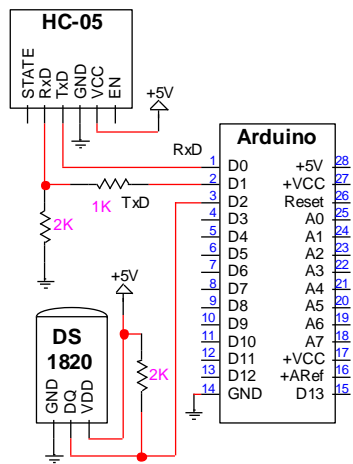 HC-05
STATE
RxD
TxD
GND
VCC
EN
+5V
RxD
1K
TxD
2K
Arduino
1 D0 +5V 28
2 D1 +VCC 27
3 D2 Reset 26
4 D3 A0 25
5 D4 A1 24
6 D5 A2 23
7 D6 A3 22
8 D7 A4 21
9 D8 A5 20
10 D9 A6 19
11 D10 A7 18
12 D11 +VCC 17
13 D12 +ARef 16
14 GND D13 15
+5V
DS
1820
GND
DQ
VDD
2K